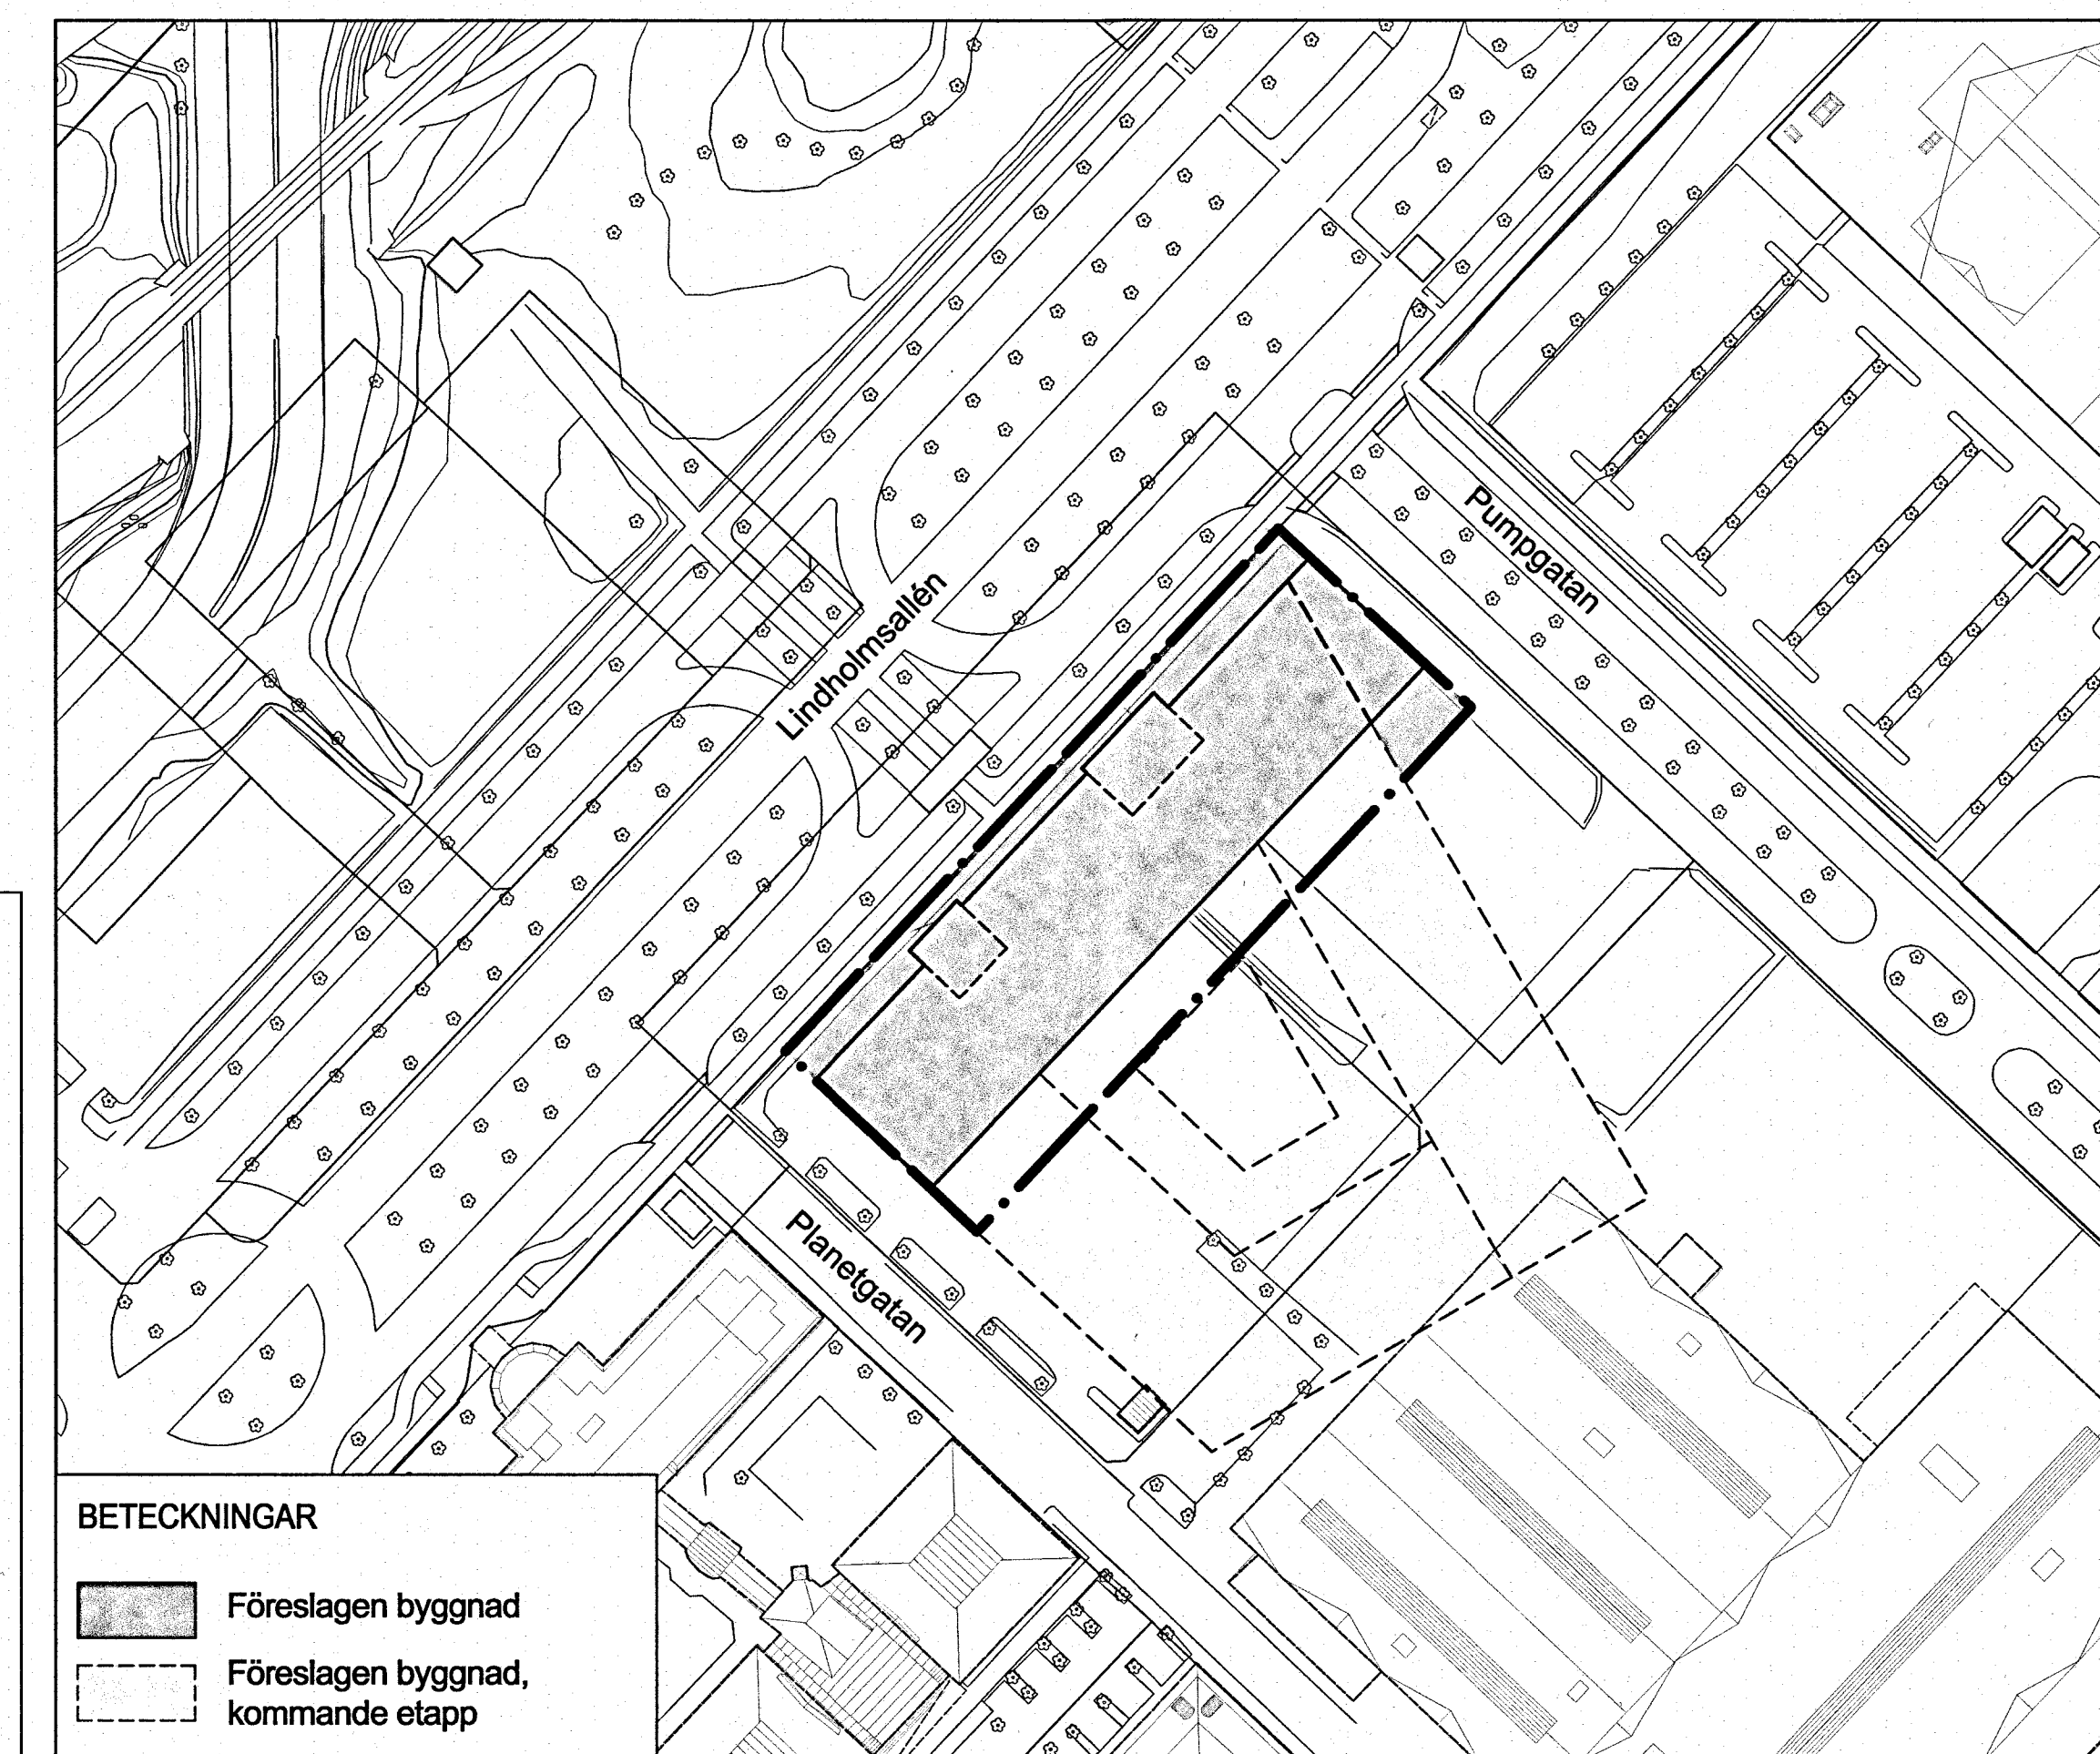 Pumpgatan
Lindholmsallén
Planetgatan
BETECKNINGAR
Föreslagen byggnad
Föreslagen byggnad,
kommande etapp